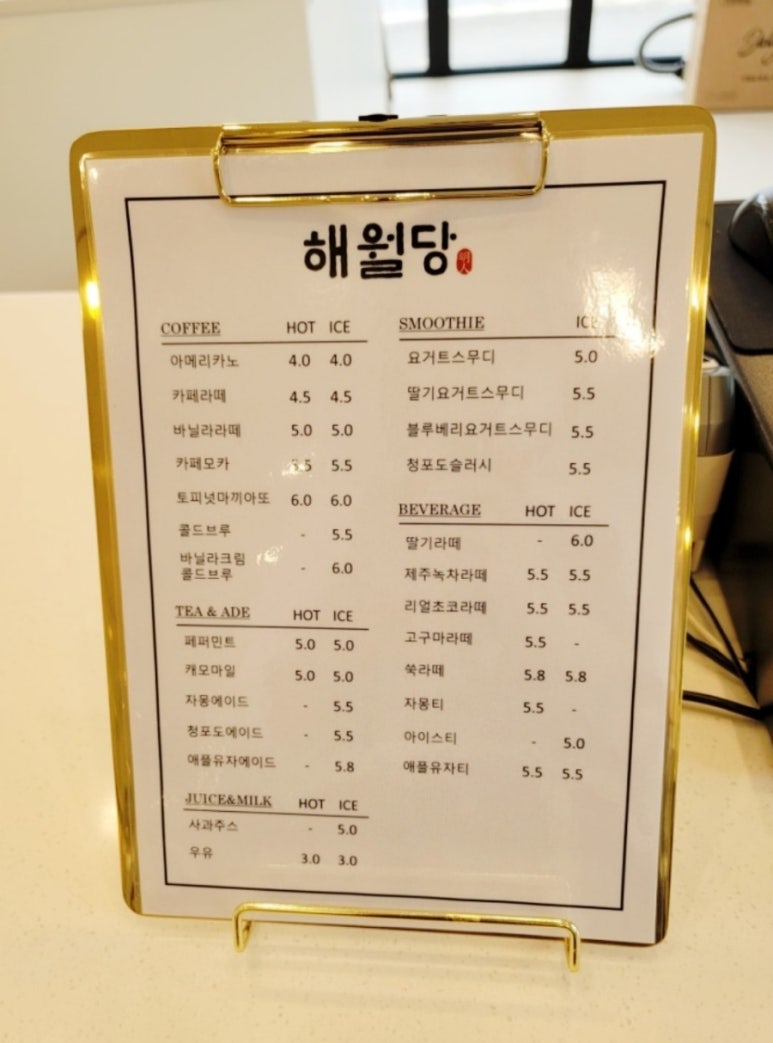 해월당
COFFEE HOT ICE
아메리카노 4.0 4.0
카페라떼 4.5 4.5
바닐라라떼 5.0 5.0
카페모카 5.5 5.5
토피넛마끼아또 6.0 6.0
콜드브루 - 5.5
바닐라크림
콜드브루 - 6.0
TEA & ADE HOT ICE
페퍼민트 5.0 5.0
캐모마일 5.0 5.0
자몽에이드 - 5.5
청포도에이드 - 5.5
애플유자에이드 - 5.8
JUICE&MILK HOT ICE
사과주스 - 5.0
우유 3.0 3.0
SMOOTHIE ICE
요거트스무디 5.0
딸기요거트스무디 5.5
블루베리요거트스무디 5.5
청포도슬러시 5.5
BEVERAGE HOT ICE
딸기라떼 - 6.0
제주녹차라떼 5.5 5.5
리얼초코라떼 5.5 5.5
고구마라떼 5.5 -
쑥라떼 5.8 5.8
자몽티 5.5 -
아이스티 - 5.0
애플유자티 5.5 5.5